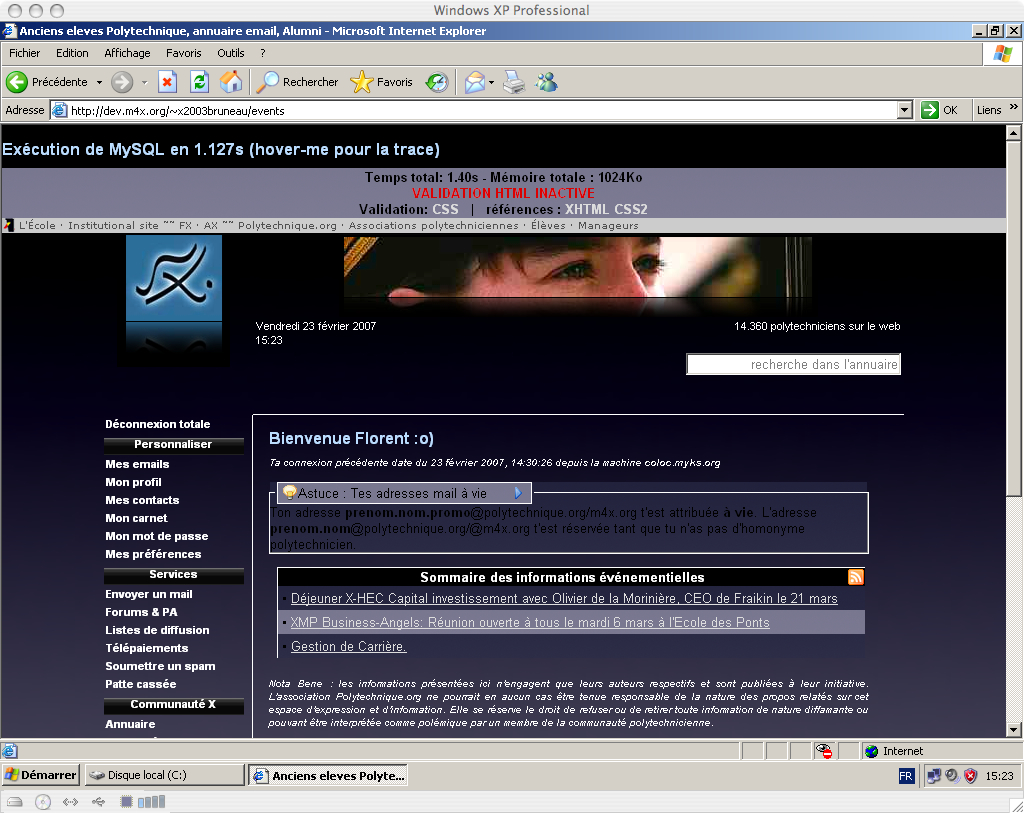 Windows XP Professional
Anciens eleves Polytechnique, annuaire email, Alumni - Microsoft Internet Explorer
Fichier Edition Affichage Favoris Outils ?
Précédente Rechercher Favoris
Adresse http://dev.m4x.org/~x2003bruneau/events OK Liens »
Exécution de MySQL en 1.127s (hover-me pour la trace)
Temps total: 1.40s - Mémoire totale : 1024Ko
VALIDATION HTML INACTIVE
Validation: CSS | références : XHTML CSS2
L'École · Institutional site ~~ FX · AX ~~ Polytechnique.org · Associations polytechniciennes · Élèves · Manageurs
Vendredi 23 février 2007
15:23
14.360 polytechniciens sur le web
recherche dans l'annuaire
Déconnexion totale
Personnaliser
Mes emails
Mon profil
Mes contacts
Mon carnet
Mon mot de passe
Mes préférences
Services
Envoyer un mail
Forums & PA
Listes de diffusion
Télépaiements
Soumettre un spam
Patte cassée
Communauté X
Annuaire
Bienvenue Florent :o)
Ta connexion précédente date du 23 février 2007, 14:30:26 depuis la machine coloc.myks.org
Astuce : Tes adresses mail à vie
Ton adresse prenom.nom.promo@polytechnique.org/m4x.org t'est attribuée à vie. L'adresse
prenom.nom@polytechnique.org/@m4x.org t'est réservée tant que tu n'as pas d'homonyme
polytechnicien.
Sommaire des informations événementielles
· Déjeuner X-HEC Capital investissement avec Olivier de la Morinière, CEO de Fraikin le 21 mars
· XMP Business-Angels: Réunion ouverte à tous le mardi 6 mars à l'Ecole des Ponts
· Gestion de Carrière.
Nota Bene : les informations présentées ici n'engagent que leurs auteurs respectifs et sont publiées à leur initiative.
L'association Polytechnique.org ne pourrait en aucun cas être tenue responsable de la nature des propos relatés sur cet
espace d'expression et d'information. Elle se réserve le droit de refuser ou de retirer toute information de nature diffamante ou
pouvant être interprétée comme polémique par un membre de la communauté polytechnicienne.
Internet
Démarrer Disque local (C:) Anciens eleves Polyte... FR 15:23